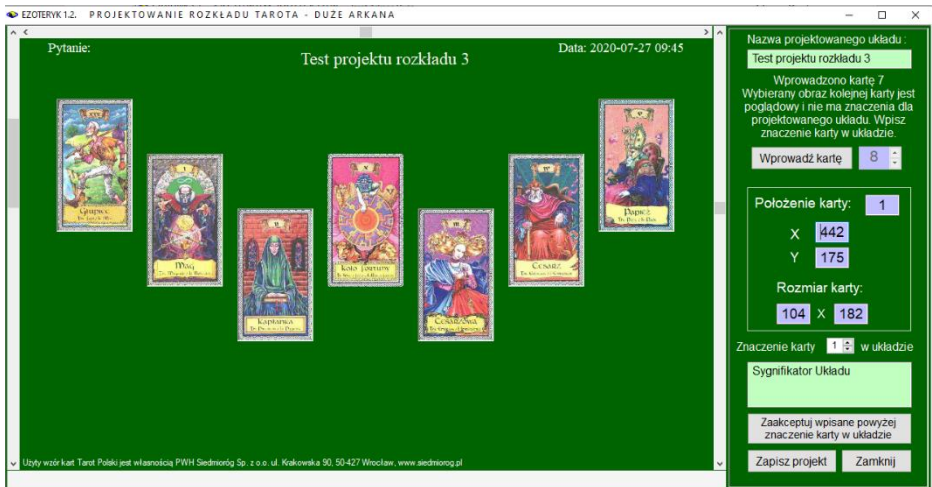 EZOTERYK 1.2. PROJEKTOWANIE ROZKŁADU TAROTA - DUŻE ARKANA
Pytanie:
Test projektu rozkładu 3
Data: 2020-07-27 09:45
Głupiec
I
Mag
II
Kapłanka
X
Koło Fortuny
III
Cesarzowa
IV
Cesarz
V
Papież
Użyty wzór kart Tarot Polski jest własnością PWH Siedmioróg Sp. z o.o. ul. Krakowska 90, 50-427 Wrocław, www.siedmiorog.pl
Nazwa projektowanego układu :
Test projektu rozkładu 3
Wprowadzono kartę 7
Wybierany obraz kolejnej karty jest
poglądowy i nie ma znaczenia dla
projektowanego układu. Wpisz
znaczenie karty w układzie.
Wprowadź kartę 8
Położenie karty: 1
X 442
Y 175
Rozmiar karty:
104 X 182
Znaczenie karty 1 w układzie
Sygnifikator Układu
Zaakceptuj wpisane powyżej
znaczenie karty w układzie
Zapisz projekt Zamknij